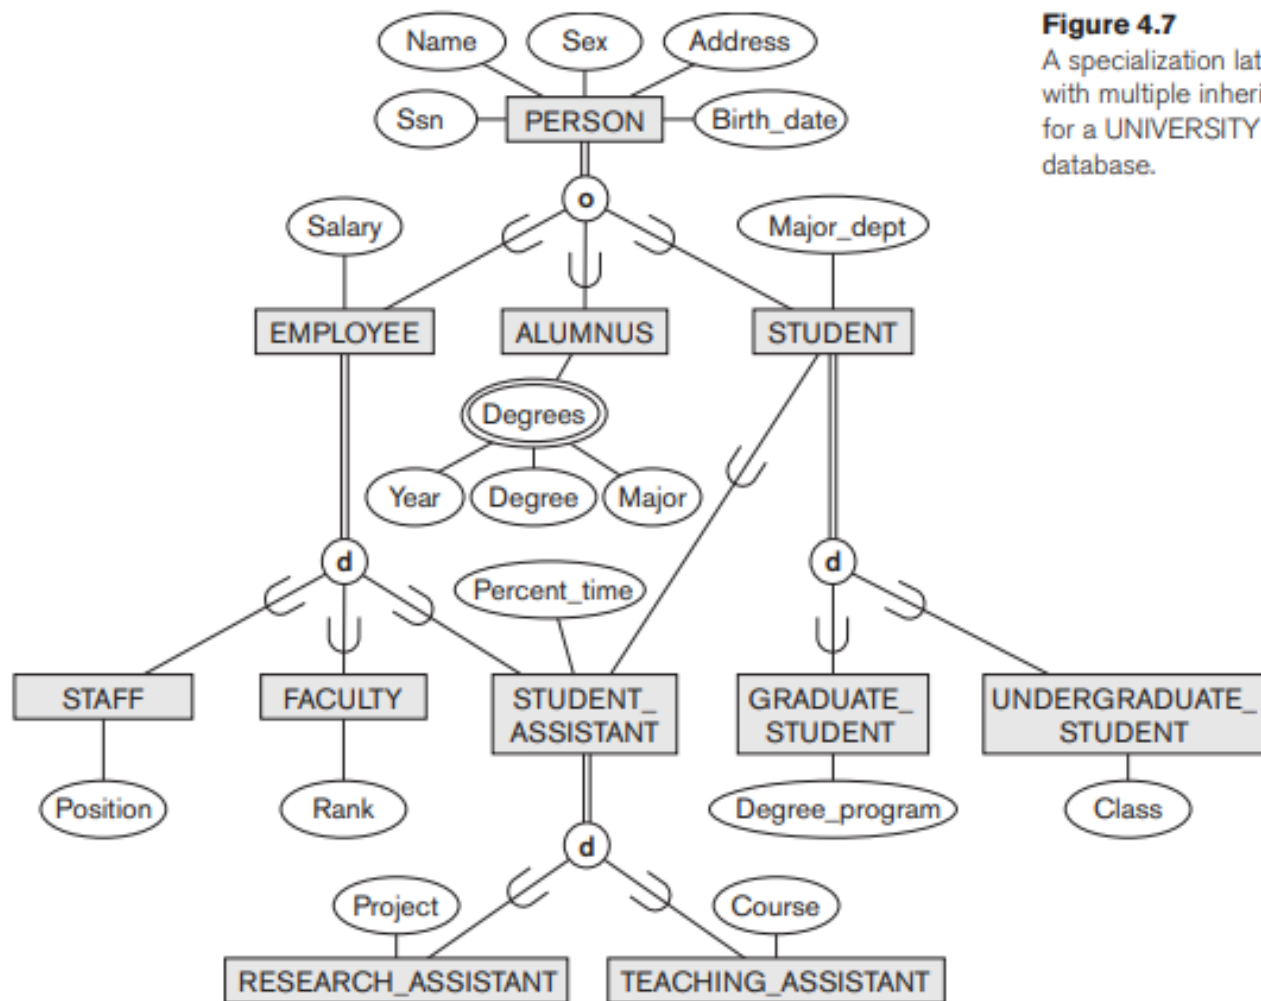 Figure 4.7
A specialization lat
with multiple inheri
for a UNIVERSITY
database.
Name
Sex
Address
Ssn
PERSON
Birth_date
o
Salary
Major_dept
EMPLOYEE
ALUMNUS
STUDENT
Degrees
Year
Degree
Major
d
d
Percent_time
STAFF
FACULTY
STUDENT_
ASSISTANT
GRADUATE_
STUDENT
UNDERGRADUATE_
STUDENT
Position
Rank
Degree_program
Class
d
Project
Course
RESEARCH_ASSISTANT
TEACHING_ASSISTANT